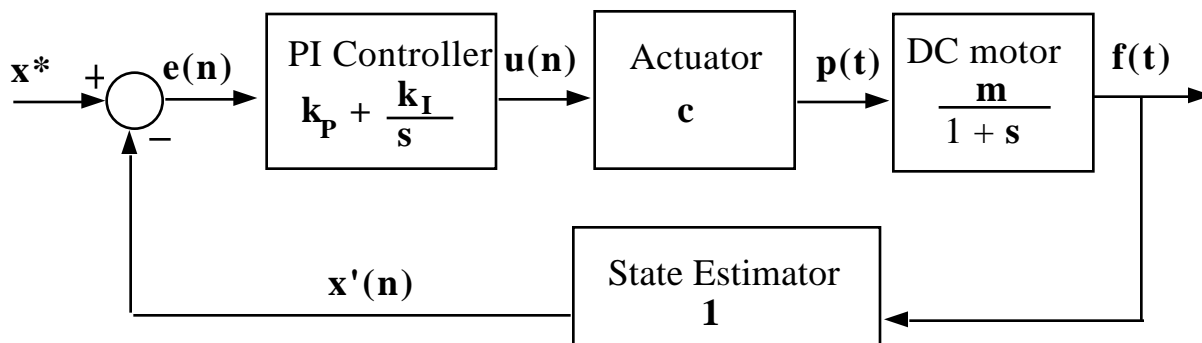 x*
+
−
e(n)
PI Controller
k_P + k_I / s
u(n)
Actuator
c
p(t)
DC motor
m / 1 + s
f(t)
x'(n)
State Estimator
1